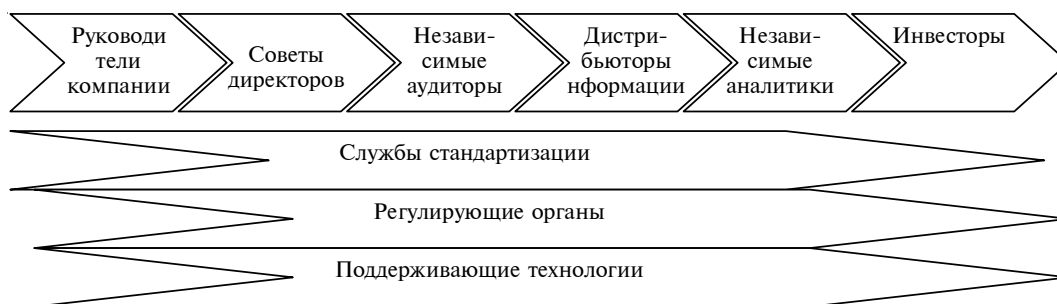 Руководи
тели
компании
Советы
директоров
Незави-
симые
аудиторы
Дистри-
бьюторы
нформации
Незави-
симые
аналитики
Инвесторы
Службы стандартизации
Регулирующие органы
Поддерживающие технологии